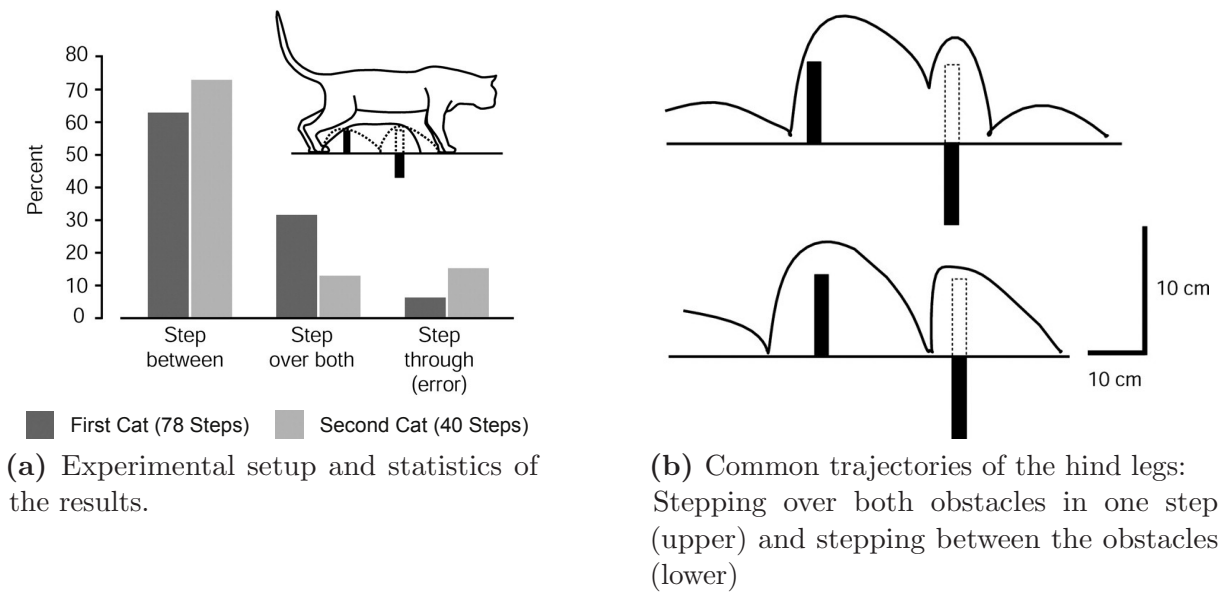 80
70
60
50
40
30
20
10
0
Percent
Step
between
Step
over both
Step
through
(error)
First Cat (78 Steps)
Second Cat (40 Steps)
(a) Experimental setup and statistics of
the results.
10 cm
10 cm
(b) Common trajectories of the hind legs:
Stepping over both obstacles in one step
(upper) and stepping between the obstacles
(lower)